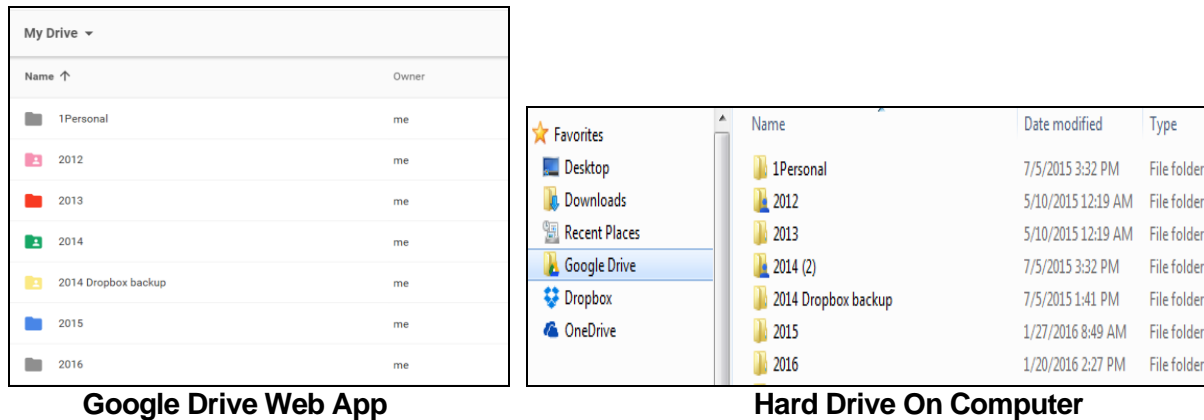 My Drive
Name Owner
1Personal me
2012 me
2013 me
2014 me
2014 Dropbox backup me
2015 me
2016 me
Google Drive Web App
Favorites
Desktop
Downloads
Recent Places
Google Drive
Dropbox
OneDrive
Name Date modified Type
1Personal 7/5/2015 3:32 PM File folder
2012 5/10/2015 12:19 AM File folder
2013 5/10/2015 12:19 AM File folder
2014 (2) 7/5/2015 3:32 PM File folder
2014 Dropbox backup 7/5/2015 1:41 PM File folder
2015 1/27/2016 8:49 AM File folder
2016 1/20/2016 2:27 PM File folder
Hard Drive On Computer